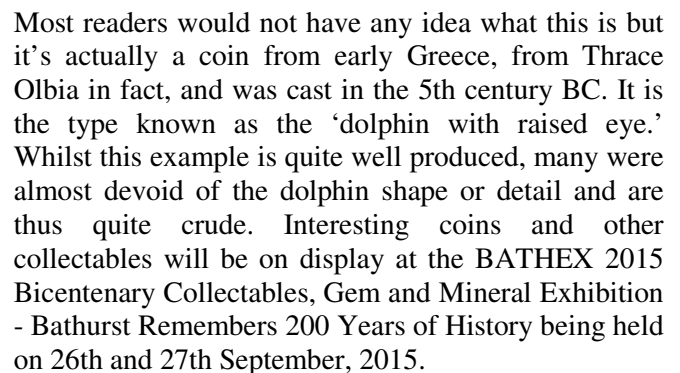 Most readers would not have any idea what this is but
it’s actually a coin from early Greece, from Thrace
Olbia in fact, and was cast in the 5th century BC. It is
the type known as the ‘dolphin with raised eye.’
Whilst this example is quite well produced, many were
almost devoid of the dolphin shape or detail and are
thus quite crude. Interesting coins and other
collectables will be on display at the BATHEX 2015
Bicentenary Collectables, Gem and Mineral Exhibition
- Bathurst Remembers 200 Years of History being held
on 26th and 27th September, 2015.